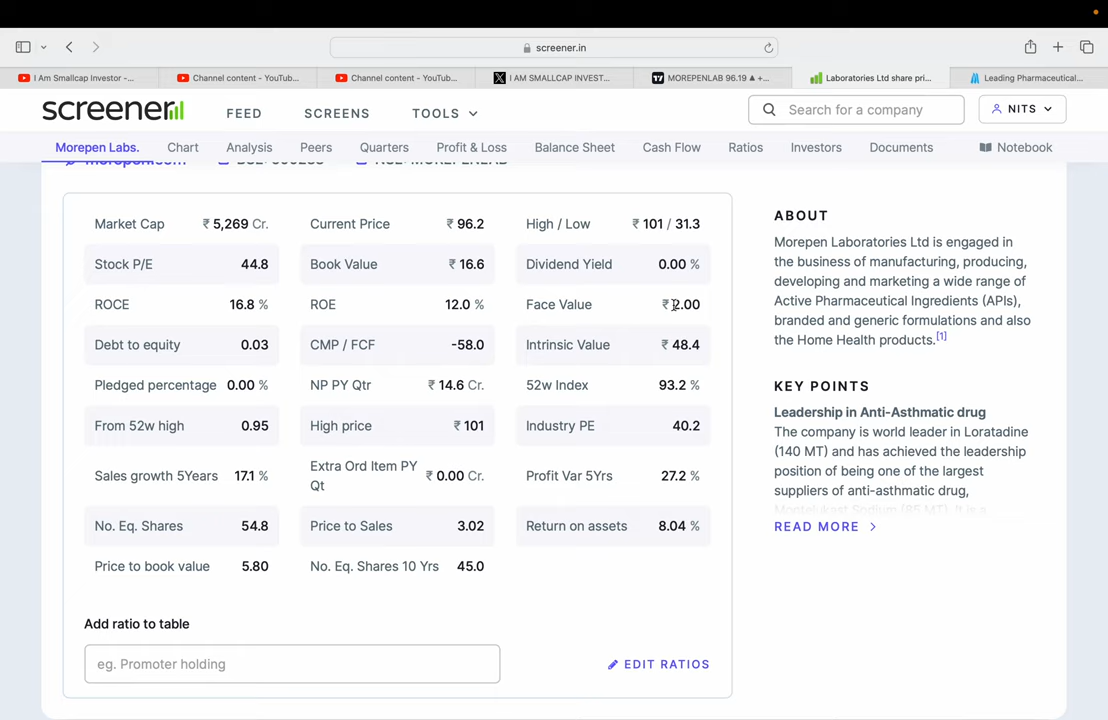 screener.in
I Am Smallcap Investor -...
Channel content - YouTub...
Channel content - YouTub...
I AM SMALLCAP INVEST...
MOREPENLAB 96.19 ▲ +...
Laboratories Ltd share pri...
Leading Pharmaceutical...
screener
FEED
SCREENS
TOOLS
Search for a company
NITS
Morepen Labs.
Chart
Analysis
Peers
Quarters
Profit & Loss
Balance Sheet
Cash Flow
Ratios
Investors
Documents
Notebook
Market Cap ₹ 5,269 Cr.
Current Price ₹ 96.2
High / Low ₹ 101 / 31.3
Stock P/E 44.8
Book Value ₹ 16.6
Dividend Yield 0.00 %
ROCE 16.8 %
ROE 12.0 %
Face Value ₹ 2.00
Debt to equity 0.03
CMP / FCF -58.0
Intrinsic Value ₹ 48.4
Pledged percentage 0.00 %
NP PY Qtr ₹ 14.6 Cr.
52w Index 93.2 %
From 52w high 0.95
High price ₹ 101
Industry PE 40.2
Sales growth 5Years 17.1 %
Extra Ord Item PY
Qt ₹ 0.00 Cr.
Profit Var 5Yrs 27.2 %
No. Eq. Shares 54.8
Price to Sales 3.02
Return on assets 8.04 %
Price to book value 5.80
No. Eq. Shares 10 Yrs 45.0
Add ratio to table
eg. Promoter holding
EDIT RATIOS
ABOUT
Morepen Laboratories Ltd is engaged in
the business of manufacturing, producing,
developing and marketing a wide range of
Active Pharmaceutical Ingredients (APIs),
branded and generic formulations and also
the Home Health products.[1]
KEY POINTS
Leadership in Anti-Asthmatic drug
The company is world leader in Loratadine
(140 MT) and has achieved the leadership
position of being one of the largest
suppliers of anti-asthmatic drug,
Montelukast Sodium (85 MT). It is a
READ MORE